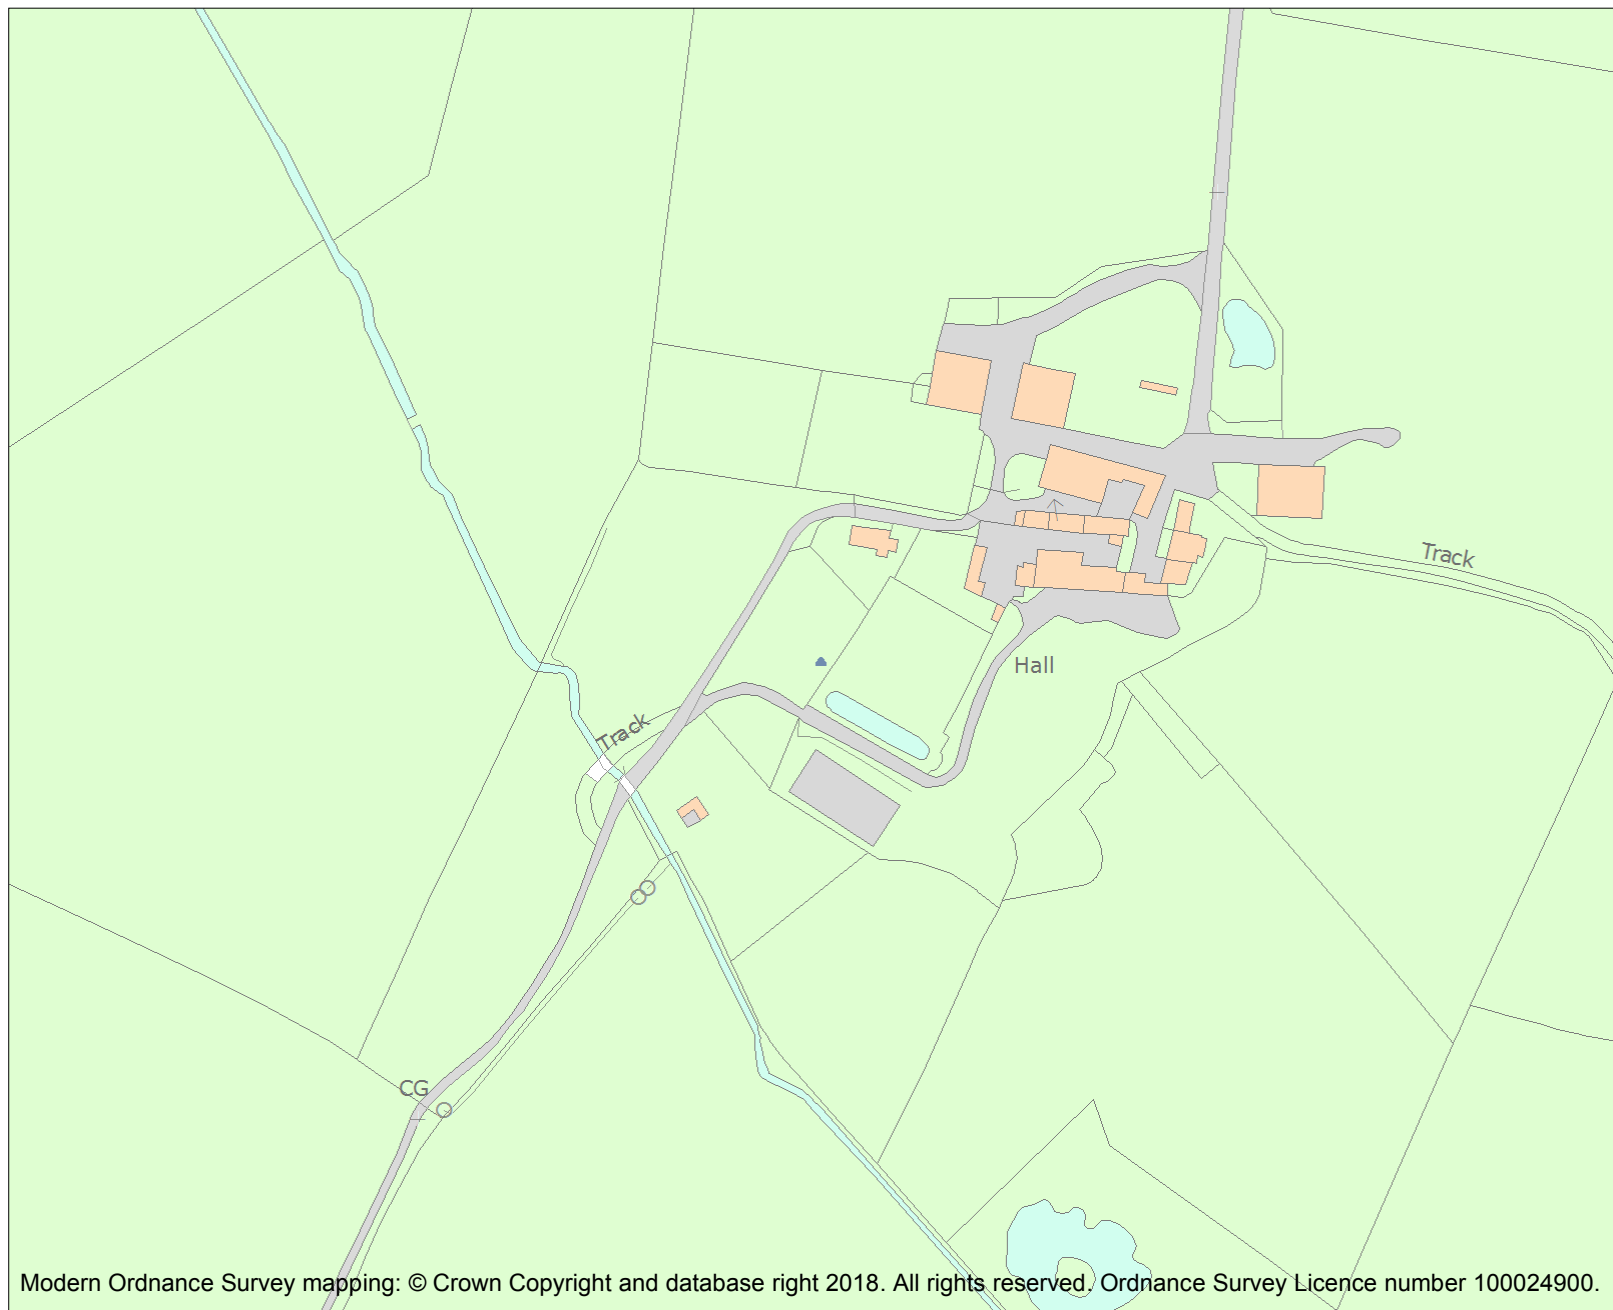 Track
Hall
Track
CG
Modern Ordnance Survey mapping: © Crown Copyright and database right 2018. All rights reserved. Ordnance Survey Licence number 100024900.